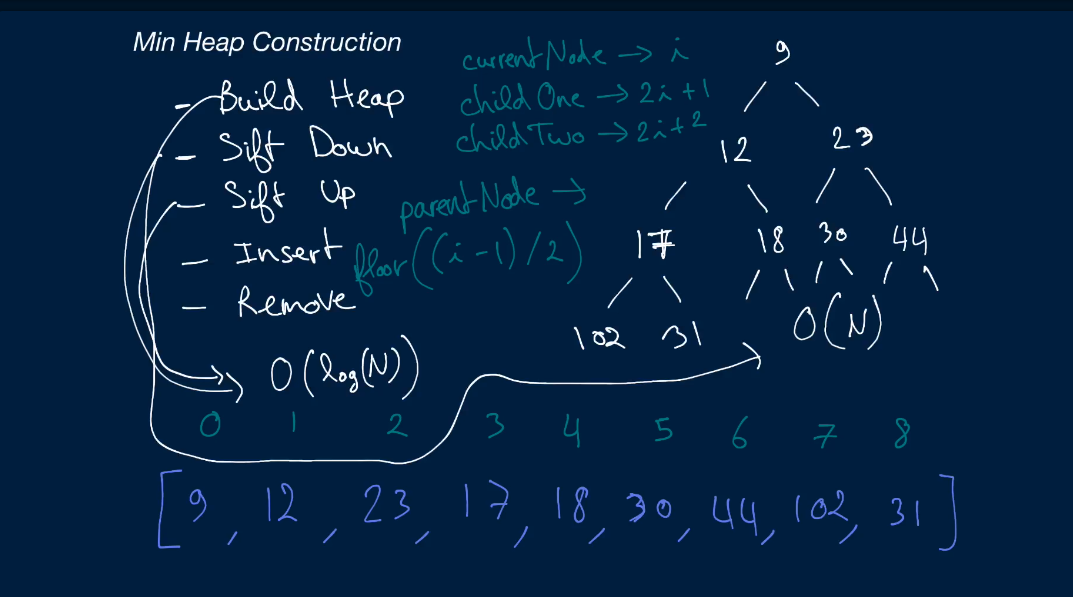 Min Heap Construction
- Build Heap
- Sift Down
- Sift Up
- Insert
- Remove
O(log(N))
currentNode → i
childOne → 2i+1
childTwo → 2i+2
parentNode →
floor((i-1)/2)
9
12 23
17 18 30 44
102 31
O(N)
0 1 2 3 4 5 6 7 8
[9, 12, 23, 17, 18, 30, 44, 102, 31]